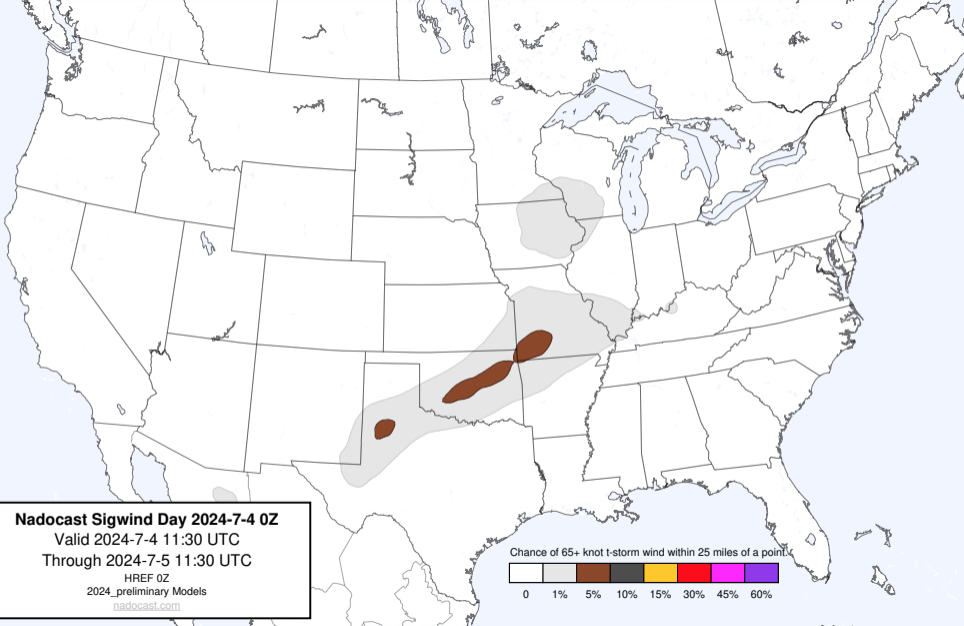 Nadocast Sigwind Day 2024-7-4 0Z
Valid 2024-7-4 11:30 UTC
Through 2024-7-5 11:30 UTC
HREF 0Z
2024_preliminary Models
nadocast.com
Chance of 65+ knot t-storm wind within 25 miles of a point.
0 1% 5% 10% 15% 30% 45% 60%